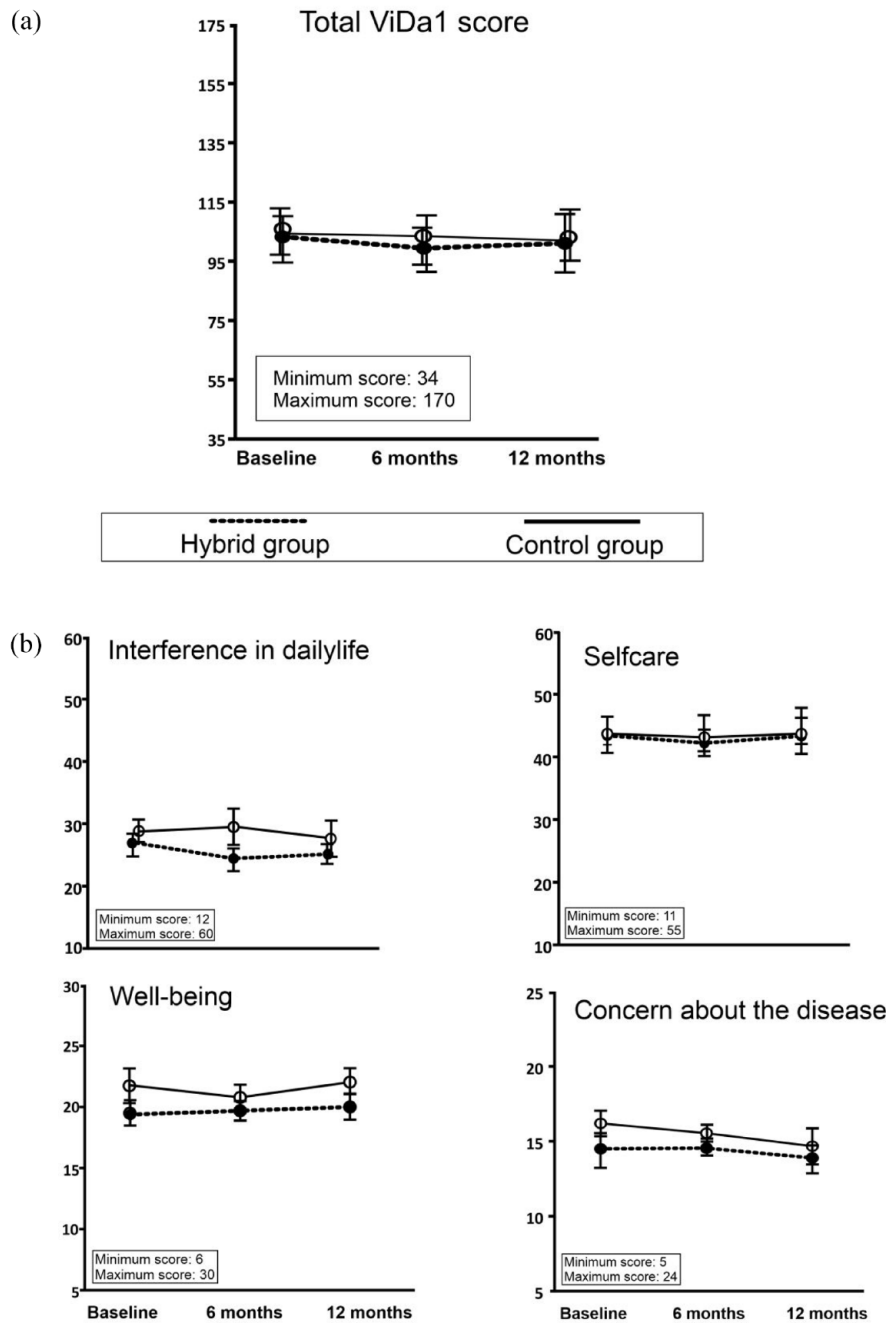 (a)
Total ViDa1 score
175
155
135
115
95
75
55
35
Minimum score: 34
Maximum score: 170
Baseline 6 months 12 months
Hybrid group Control group
(b)
Interference in dailylife
60
50
40
30
20
10
Minimum score: 12
Maximum score: 60
Selfcare
60
50
40
30
20
10
Minimum score: 11
Maximum score: 55
Well-being
30
25
20
15
10
5
Minimum score: 6
Maximum score: 30
Baseline 6 months 12 months
Concern about the disease
25
20
15
10
5
Minimum score: 5
Maximum score: 24
Baseline 6 months 12 months